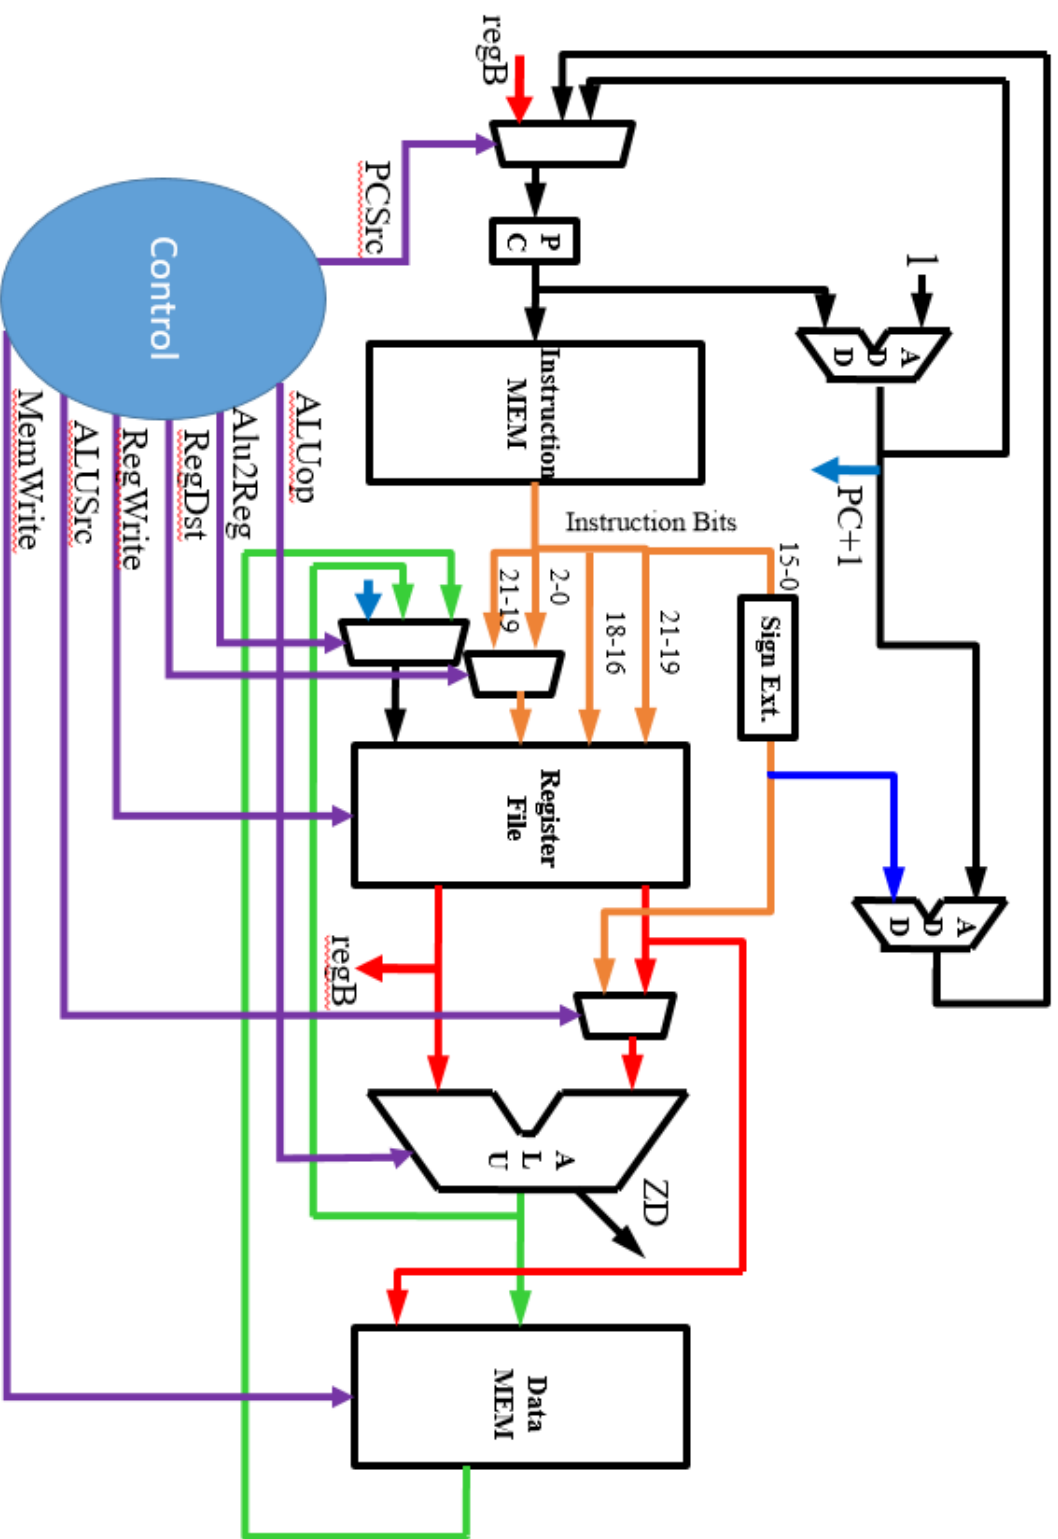 regB
PCSrc
Control
P
C
1
A
D
D
Instruction
MEM
PC+1
Instruction Bits
15-0
21-19
18-16
2-0
21-19
Sign Ext.
ALUop
Alu2Reg
RegDst
RegWrite
ALUSrc
MemWrite
Register
File
A
D
D
regB
A
L
U
ZD
Data
MEM